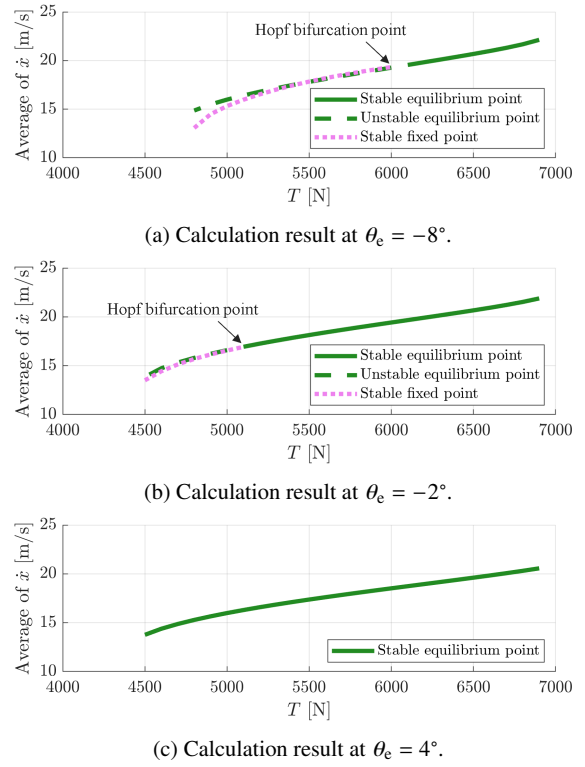 25
Hopf bifurcation point
20
15
10
Average of ẋ [m/s]
Stable equilibrium point
Unstable equilibrium point
Stable fixed point
4000 4500 5000 5500 6000 6500 7000
T [N]
(a) Calculation result at θe = −8°.
25
20
Hopf bifurcation point
15
10
Average of ẋ [m/s]
Stable equilibrium point
Unstable equilibrium point
Stable fixed point
4000 4500 5000 5500 6000 6500 7000
T [N]
(b) Calculation result at θe = −2°.
25
20
15
10
Average of ẋ [m/s]
Stable equilibrium point
4000 4500 5000 5500 6000 6500 7000
T [N]
(c) Calculation result at θe = 4°.